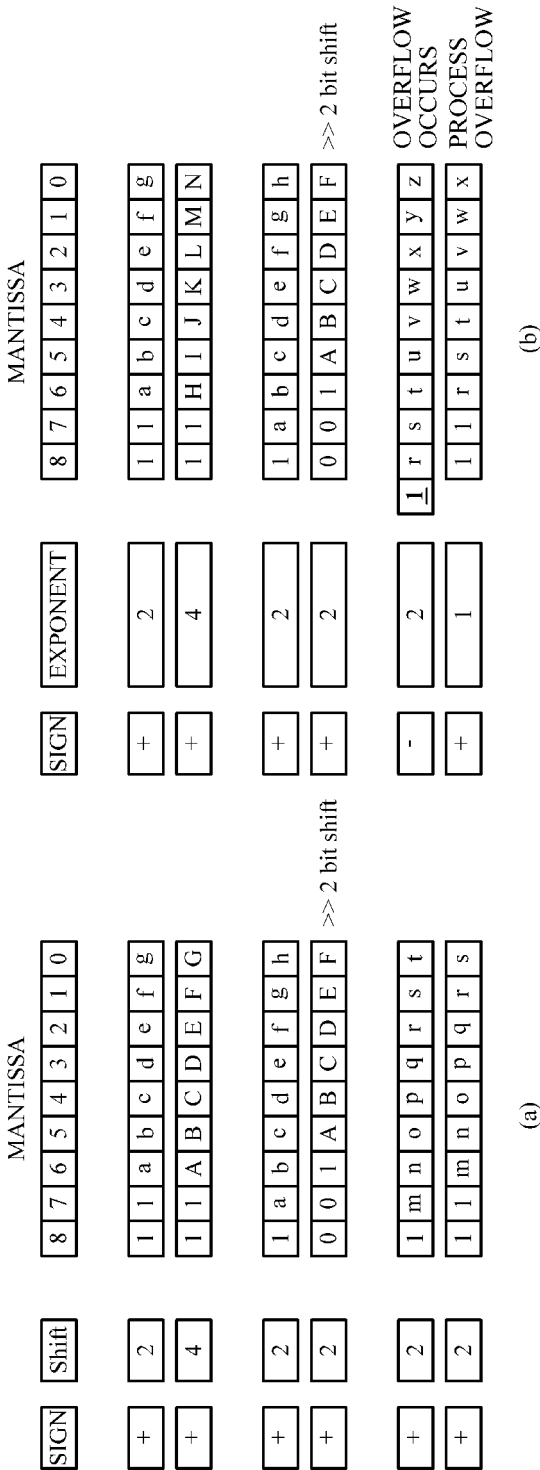 MANTISSA
SIGN Shift 8 7 6 5 4 3 2 1 0
+ 2 1 1 a b c d e f g
+ 4 1 1 A B C D E F G
+ 2 1 a b c d e f g h
+ 2 0 0 1 A B C D E F >> 2 bit shift
+ 2 1 m n o p q r s t
+ 2 1 1 m n o p q r s
(a)
MANTISSA
SIGN EXPONENT 8 7 6 5 4 3 2 1 0
+ 2 1 1 a b c d e f g
+ 4 1 1 H I J K L M N
+ 2 1 a b c d e f g h
+ 2 0 0 1 A B C D E F >> 2 bit shift
- 2 1 1 r s t u v w x y z OVERFLOW
OCCURS
+ 1 1 1 r s t u v w x PROCESS
OVERFLOW
(b)